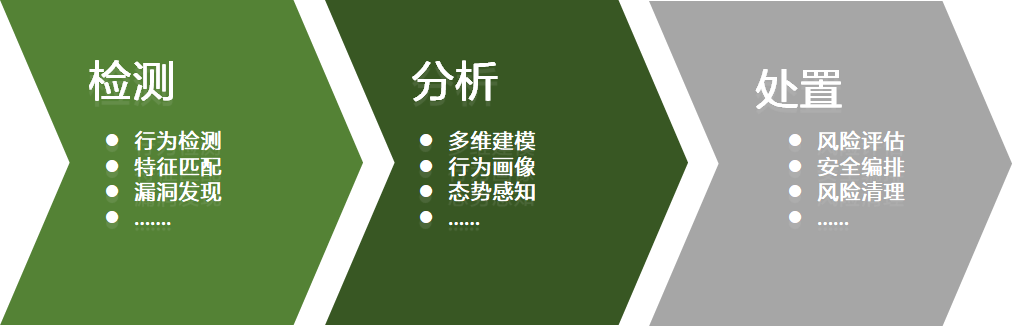 检测
● 行为检测
● 特征匹配
● 漏洞发现
● .......
分析
● 多维建模
● 行为画像
● 态势感知
● ......
处置
● 风险评估
● 安全编排
● 风险清理
● ......